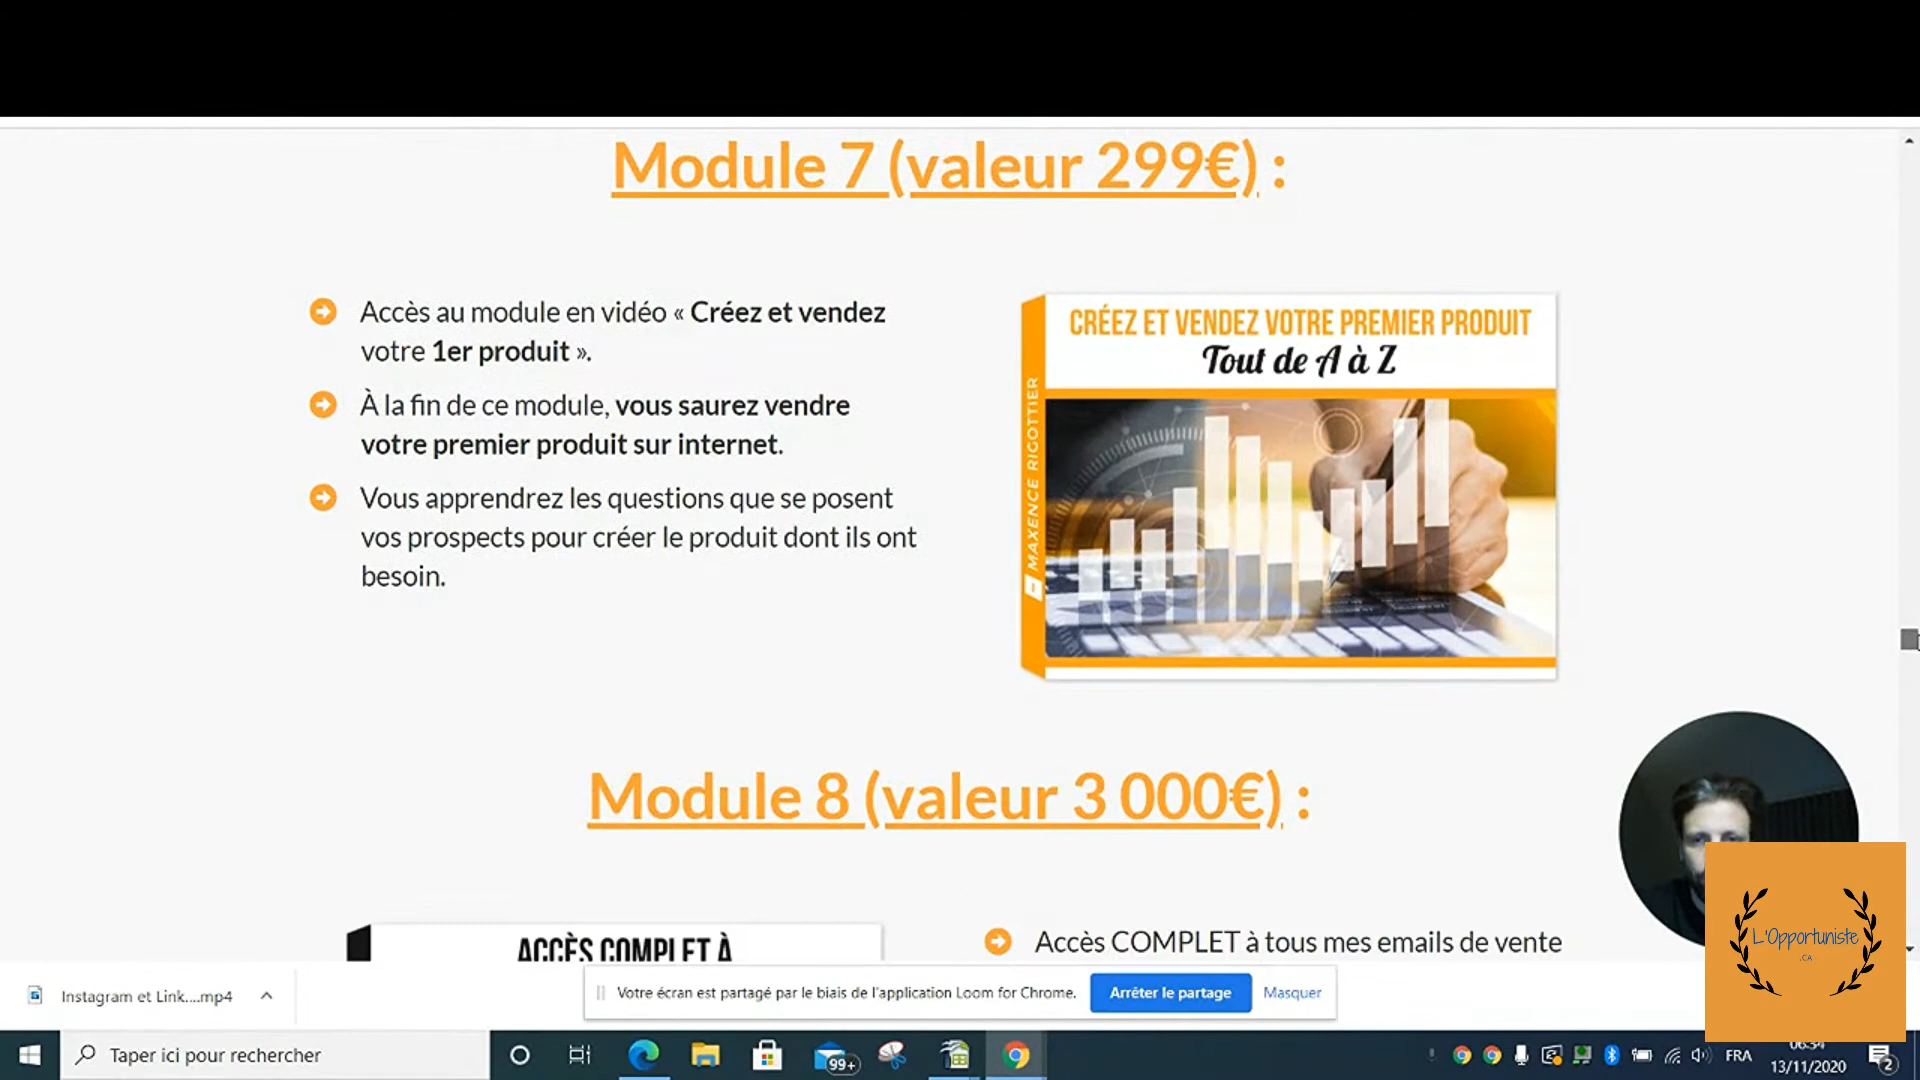 Module 7 (valeur 299€) :
Accès au module en vidéo « Créez et vendez
votre 1er produit ».
À la fin de ce module, vous saurez vendre
votre premier produit sur internet.
Vous apprendrez les questions que se posent
vos prospects pour créer le produit dont ils ont
besoin.
CRÉEZ ET VENDEZ VOTRE PREMIER PRODUIT
Tout de A à Z
MAXENCE RIGOTTIER
Module 8 (valeur 3 000€) :
ACCÈS COMPLET À
Accès COMPLET à tous mes emails de vente
L'Opportuniste
.CA
Instagram et Link....mp4
Votre écran est partagé par le biais de l'application Loom for Chrome.
Arrêter le partage
Masquer
Taper ici pour rechercher
99+
FRA
06:34
13/11/2020
2